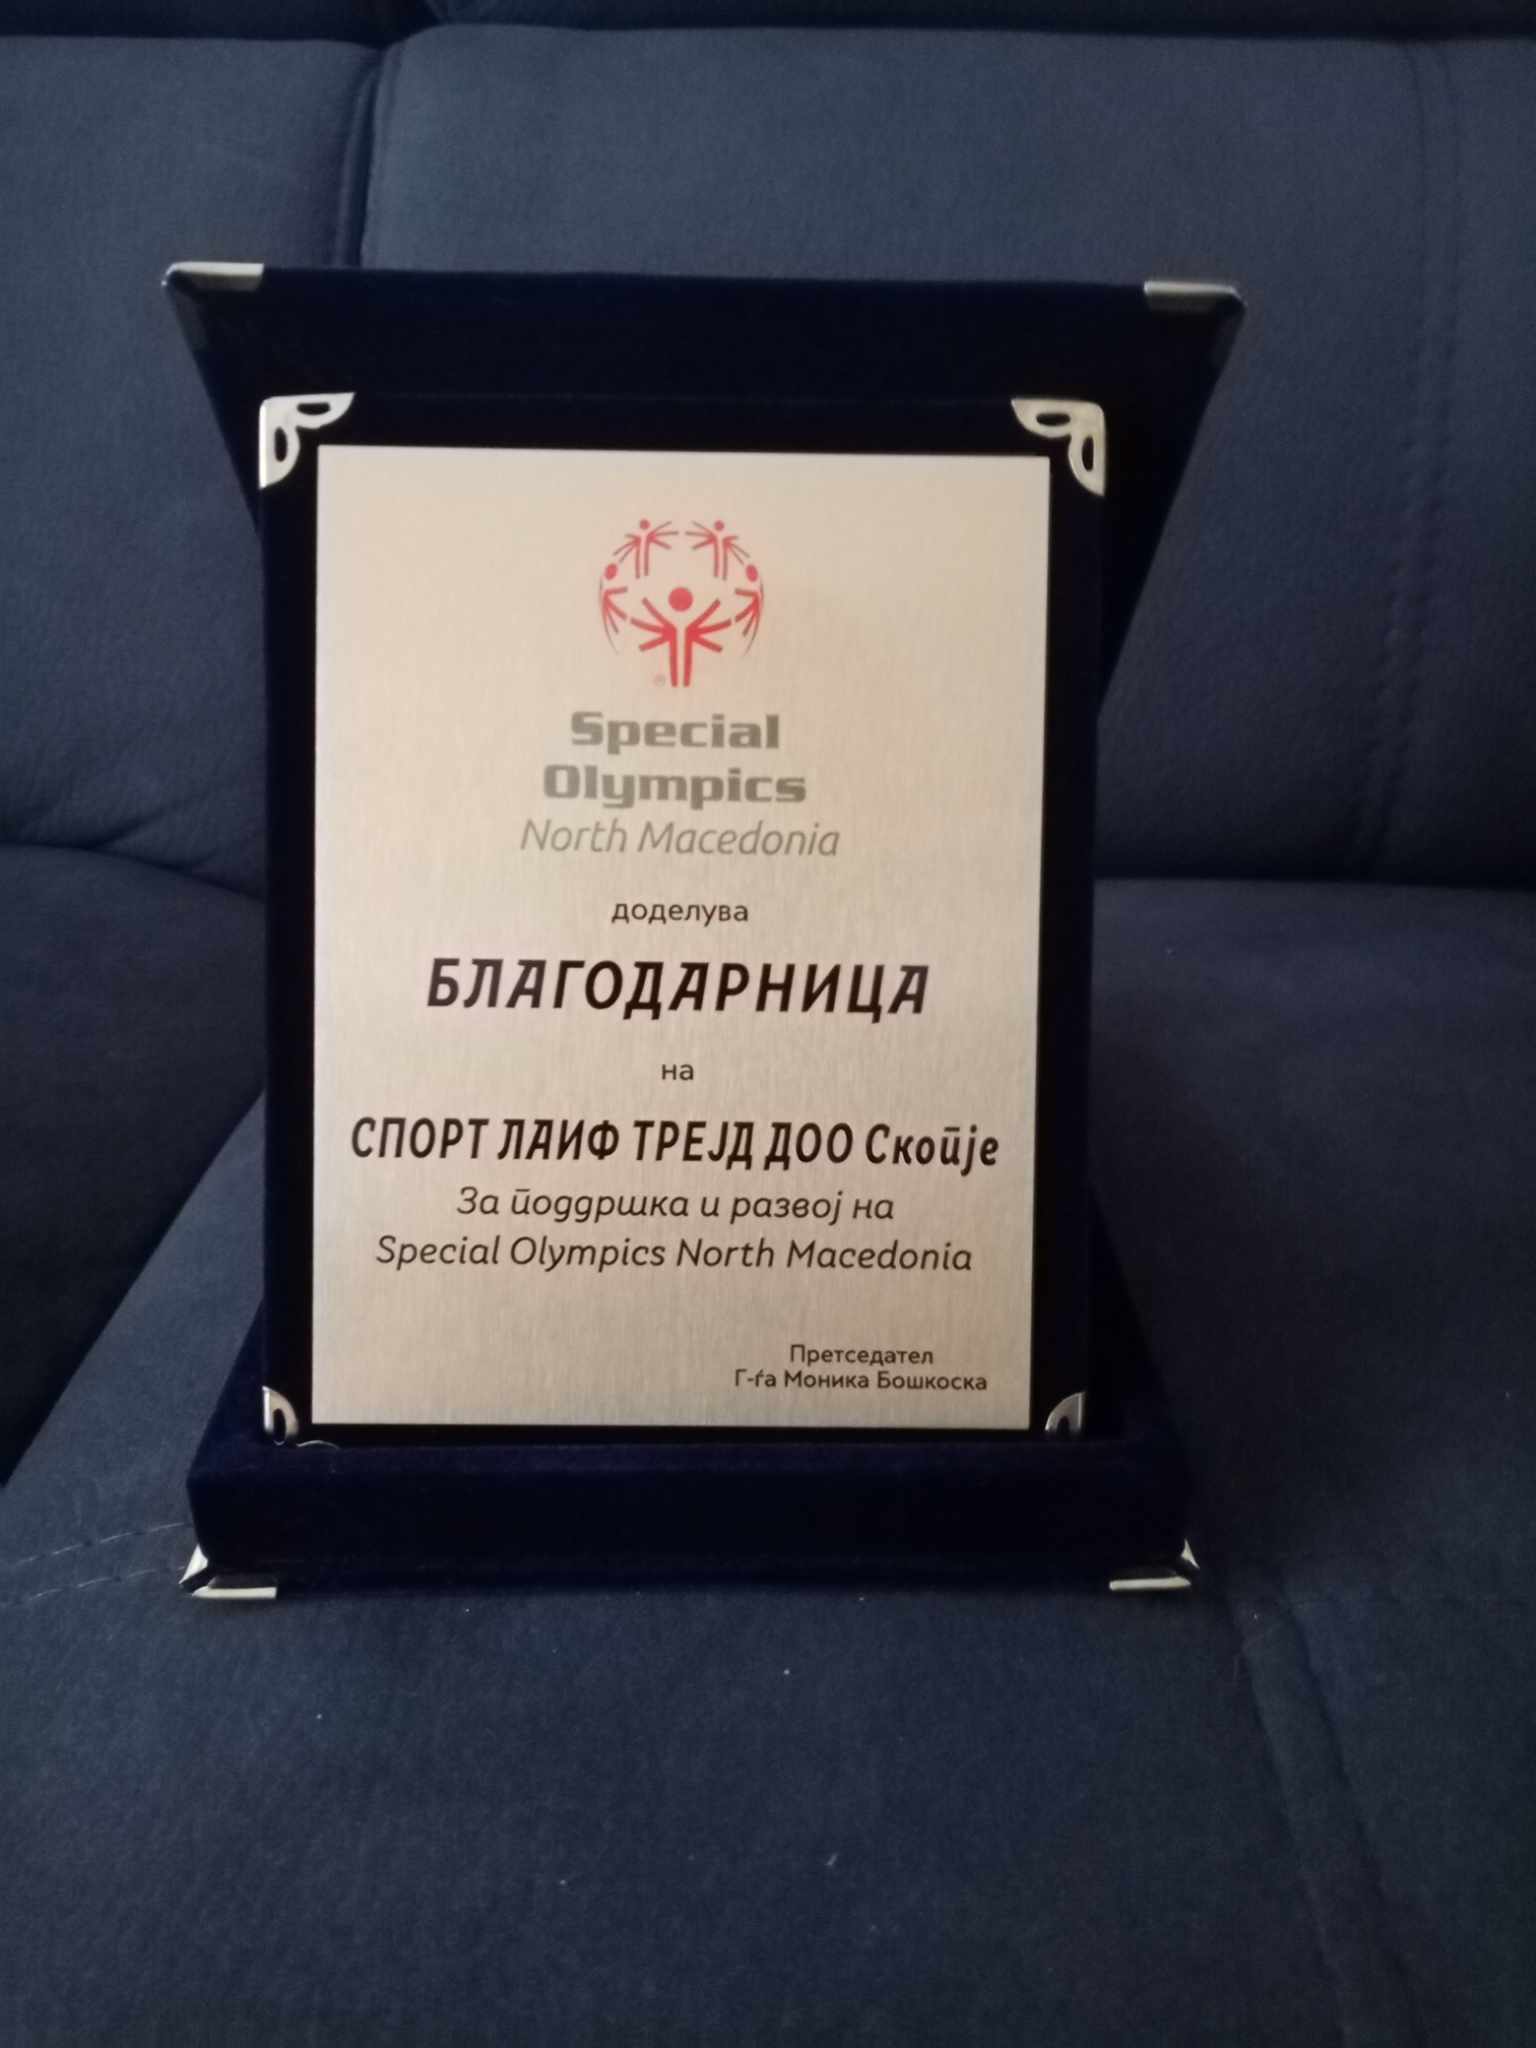 Special
Olympics
North Macedonia
доделува
БЛАГОДАРНИЦА
на
СПОРТ ЛАИФ ТРЕЈД ДОО Скопје
За поддршка и развој на
Special Olympics North Macedonia
Претседател
Г-ѓа Моника Бошкоска